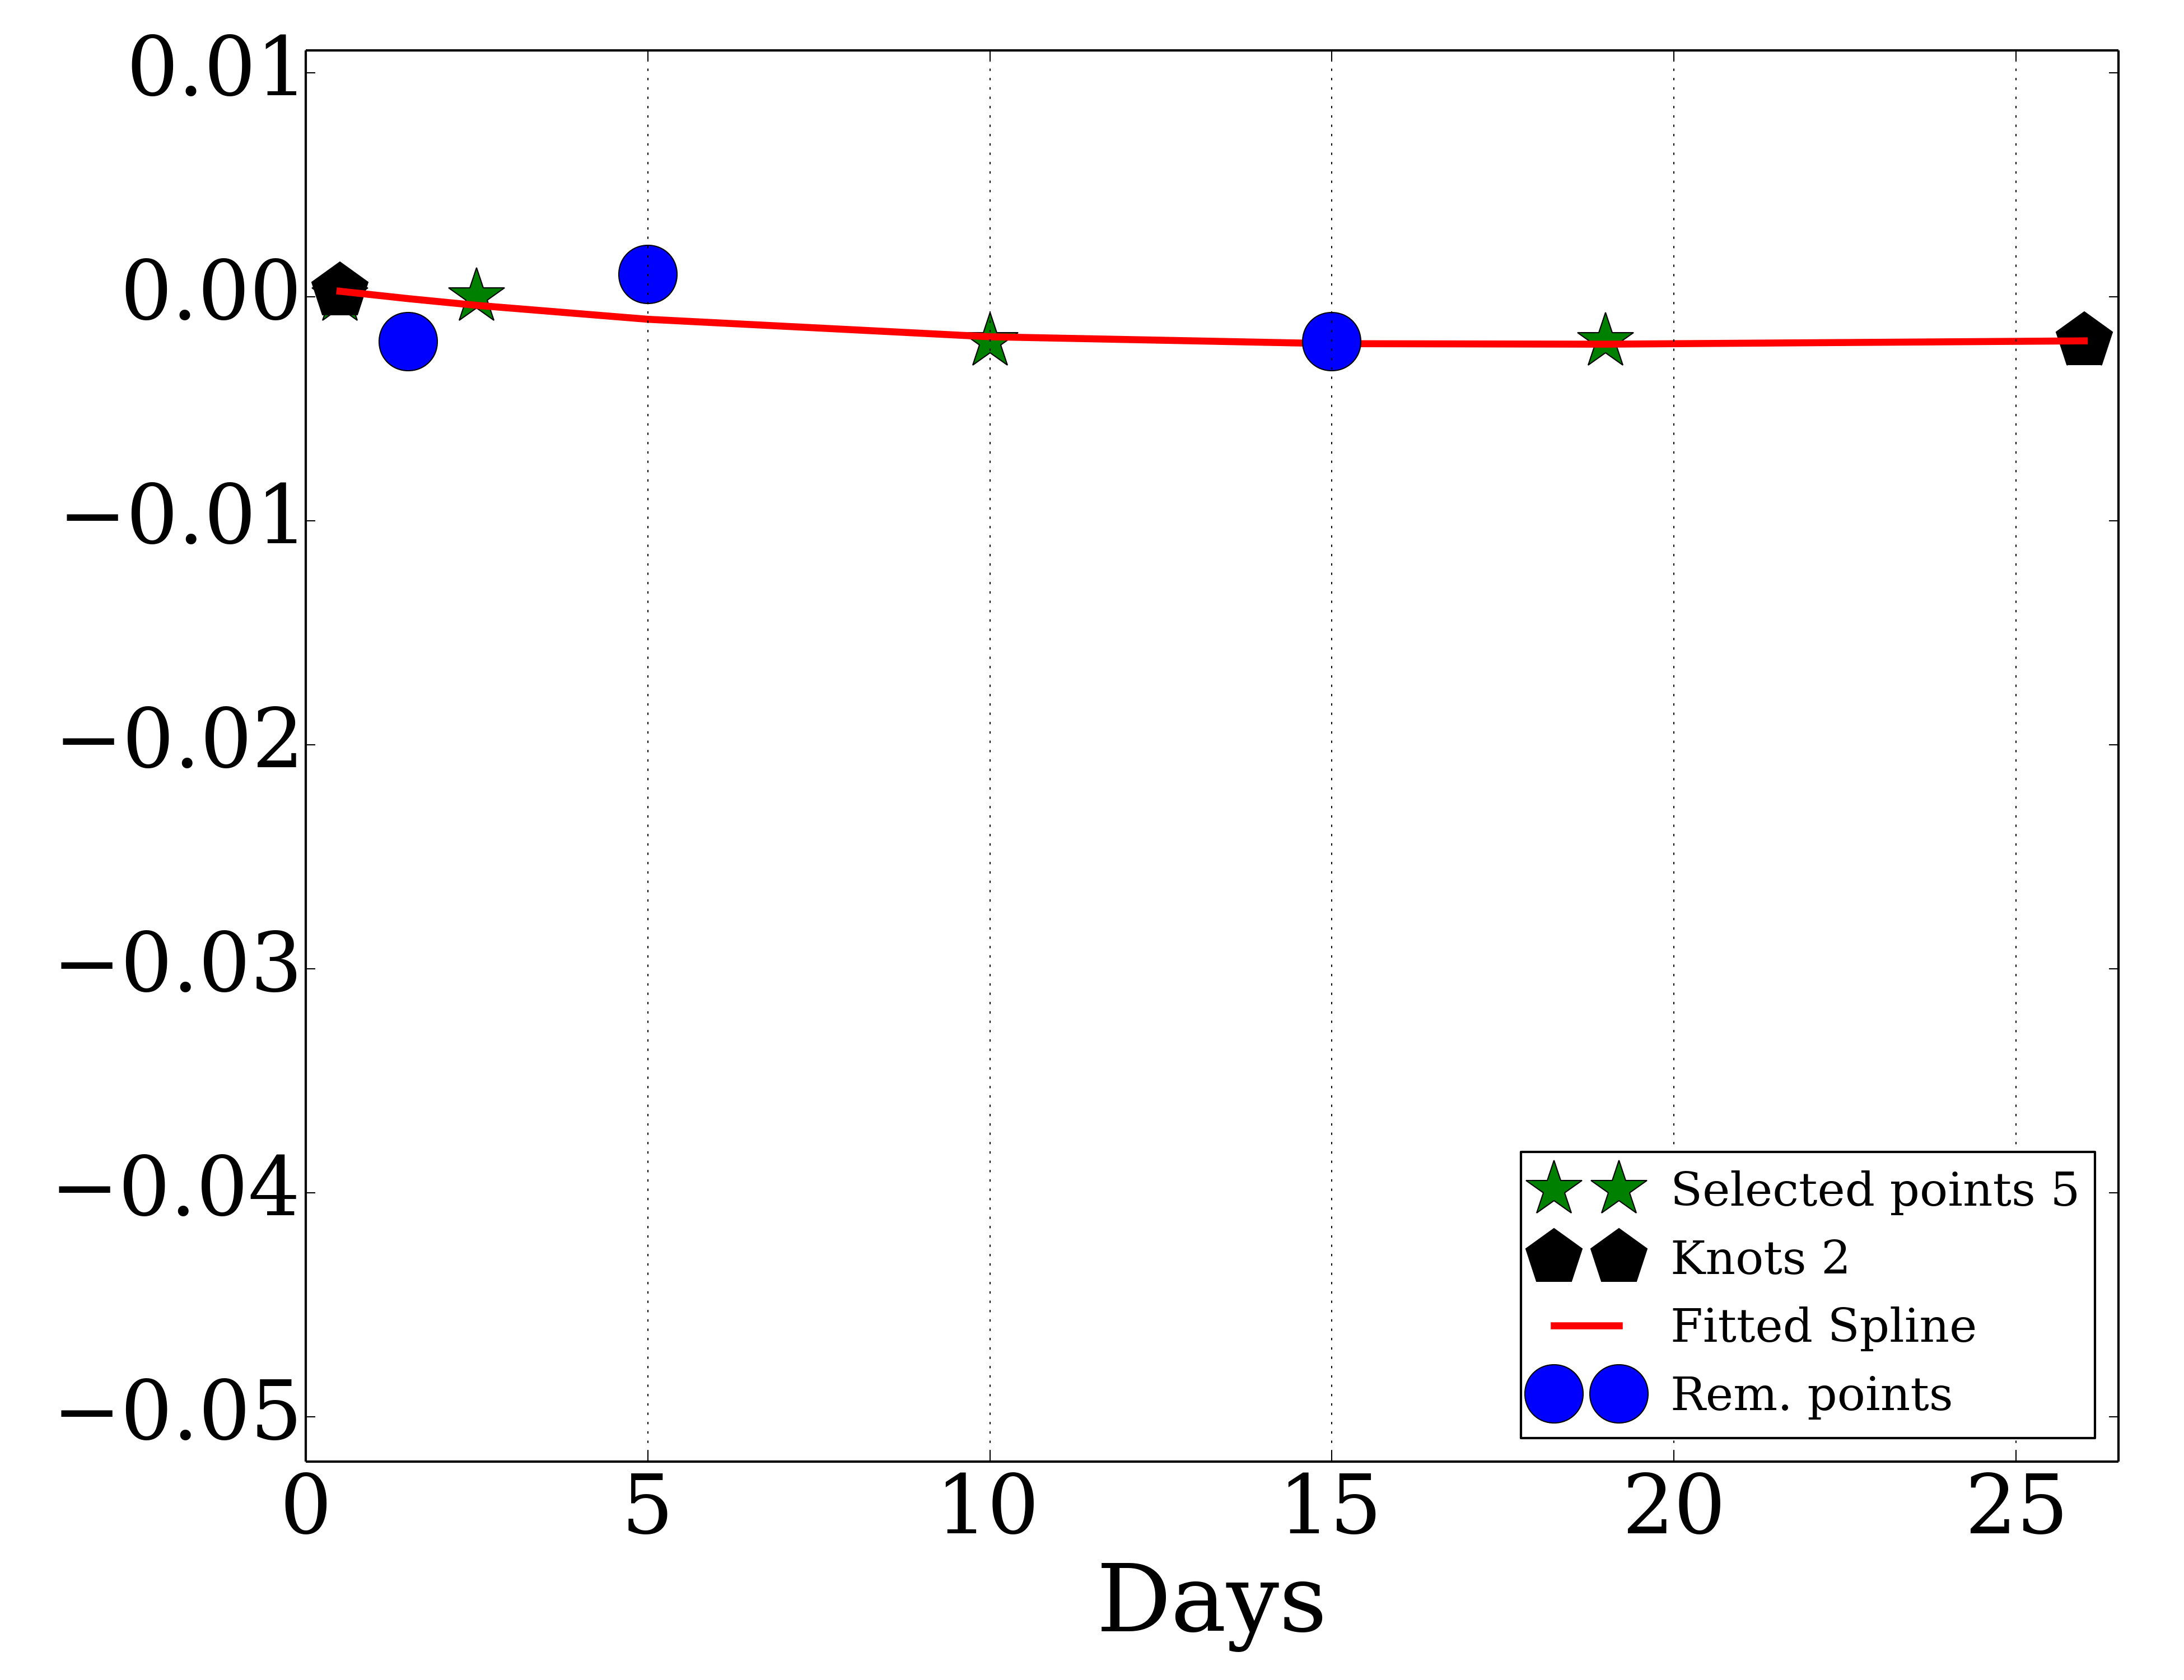 0.01
0.00
−0.01
−0.02
−0.03
−0.04
−0.05
Selected points 5
Knots 2
Fitted Spline
Rem. points
0 5 10 15 20 25
Days